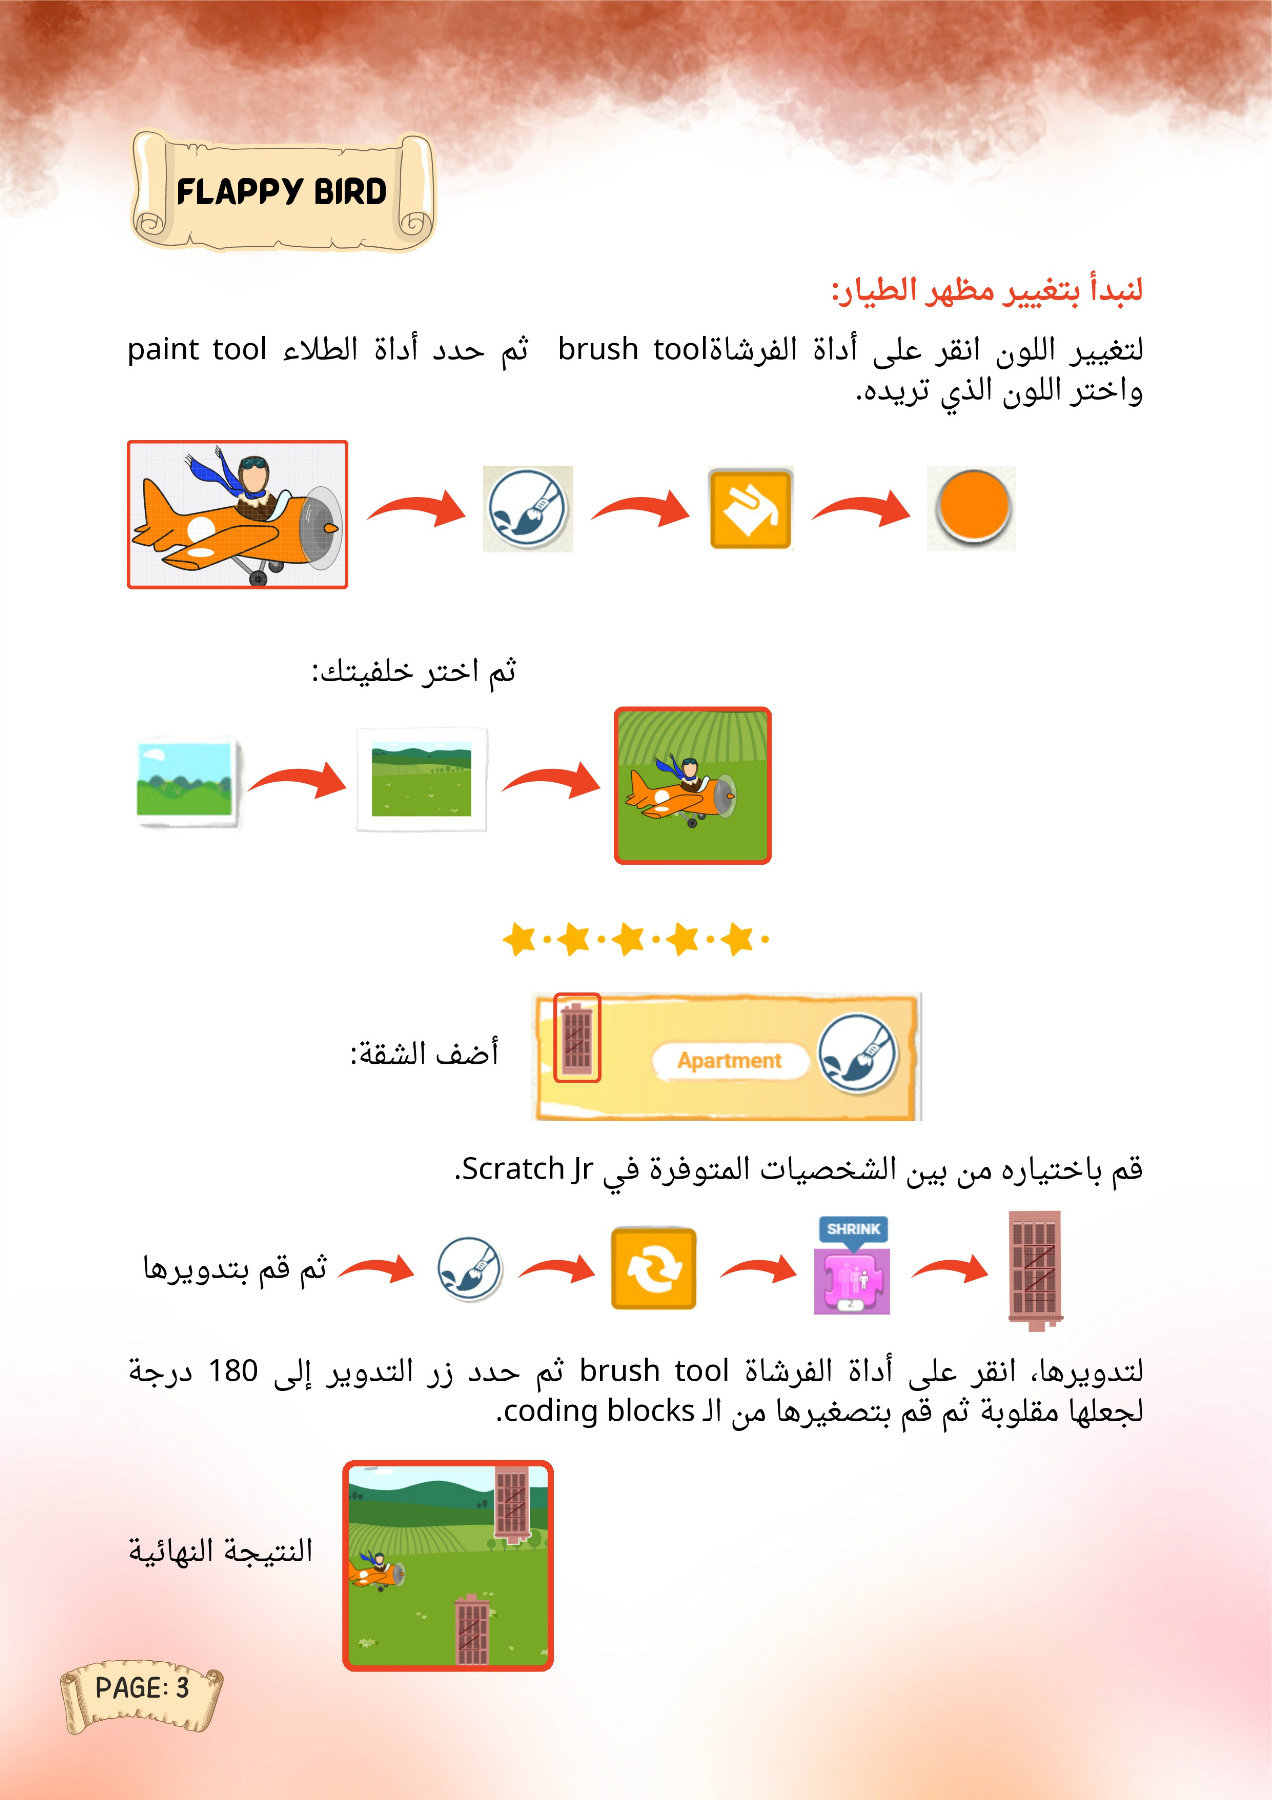 FLAPPY BIRD
لنبدأ بتغيير مظهر الطيار:
لتغيير اللون انقر على أداة الفرشاةbrush tool ثم حدد أداة الطلاء paint tool
واختر اللون الذي تريده.
ثم اختر خلفيتك:
أضف الشقة:
Apartment
قم باختياره من بين الشخصيات المتوفرة في Scratch Jr.
ثم قم بتدويرها
SHRINK
2
لتدويرها، انقر على أداة الفرشاة brush tool ثم حدد زر التدوير إلى 180 درجة
لجعلها مقلوبة ثم قم بتصغيرها من الـ coding blocks.
النتيجة النهائية
PAGE: 3